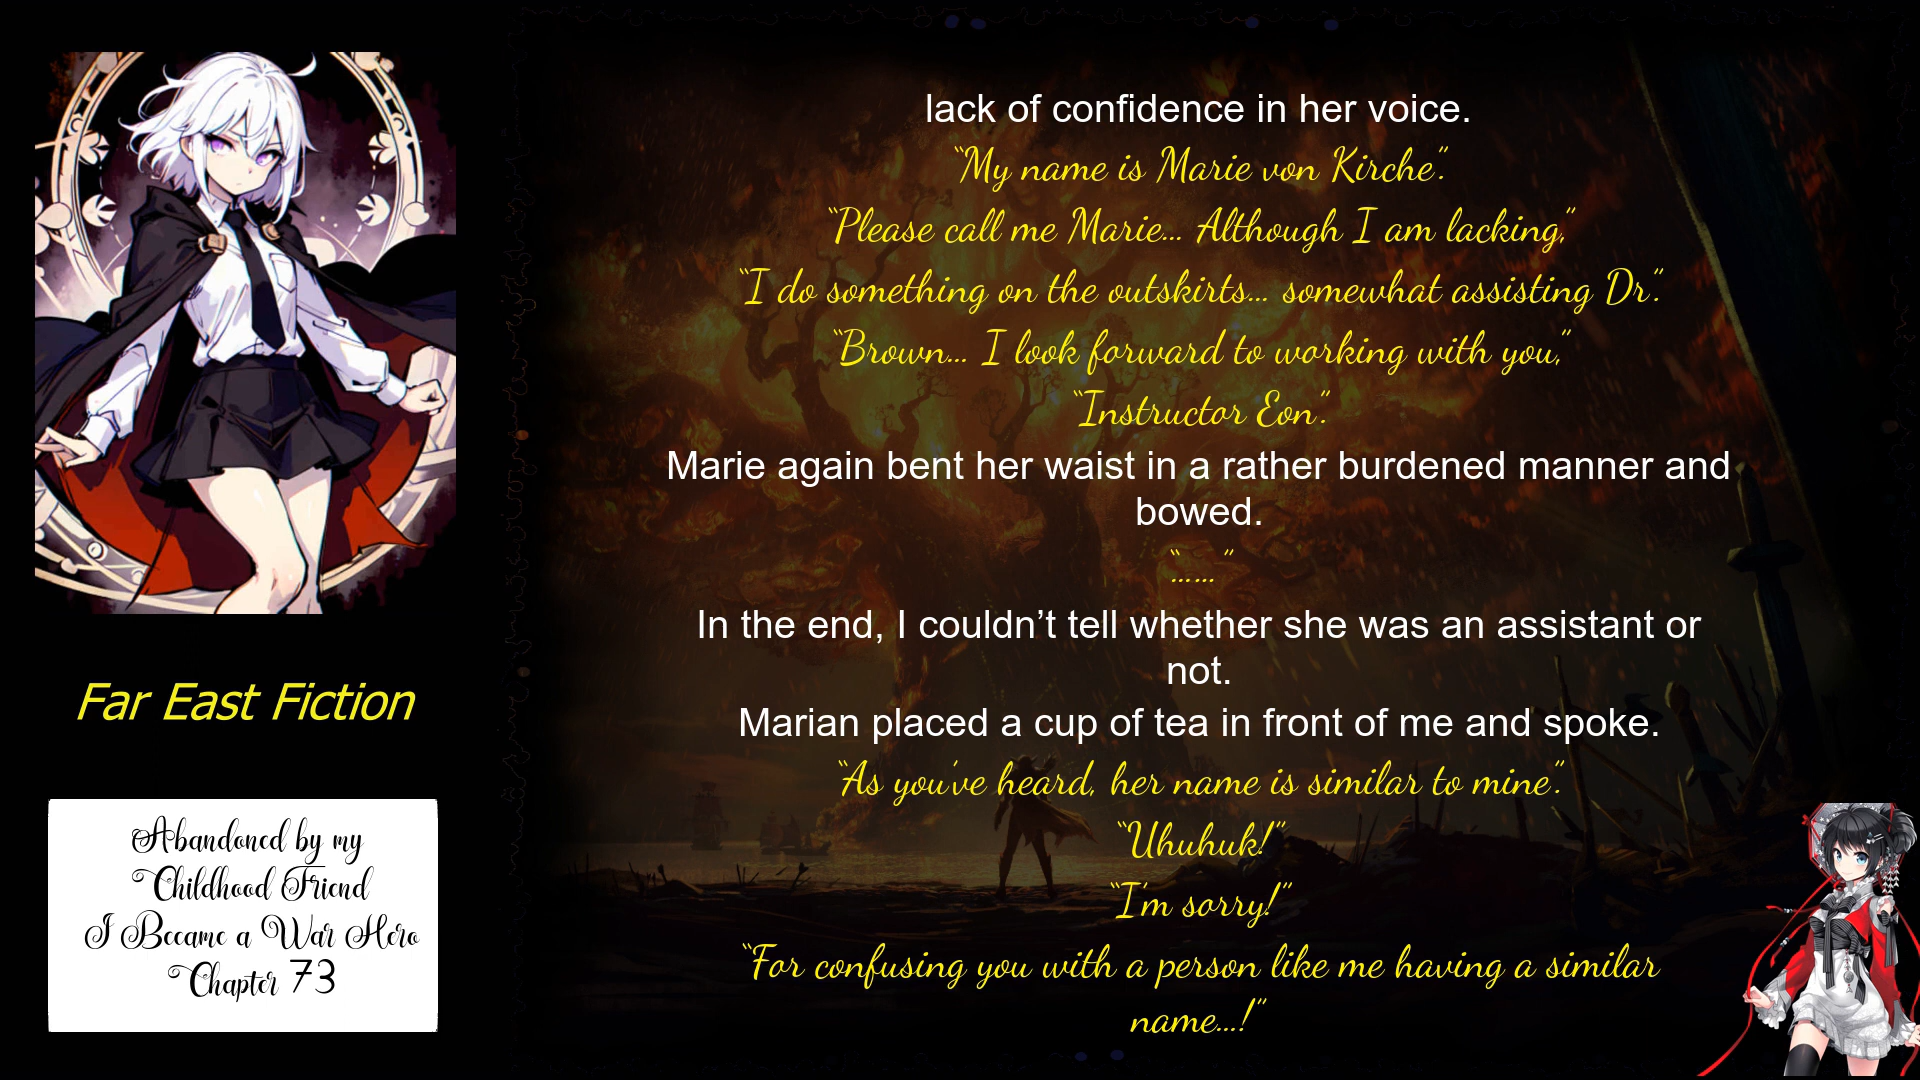 lack of confidence in her voice.
“My name is Marie von Kirche”.
“Please call me Marie… Although I am lacking,”
“I do something on the outskirts… somewhat assisting Dr”.
“Brown… I look forward to working with you,”
“Instructor Eon”.
Marie again bent her waist in a rather burdened manner and
bowed.
“……”
In the end, I couldn’t tell whether she was an assistant or
not.
Marian placed a cup of tea in front of me and spoke.
“As you’ve heard, her name is similar to mine”.
“Uhuhuk!”
“I’m sorry!”
“For confusing you with a person like me having a similar
name…!”
Far East Fiction
Abandoned by my
Childhood Friend
I Became a War Hero
Chapter 73